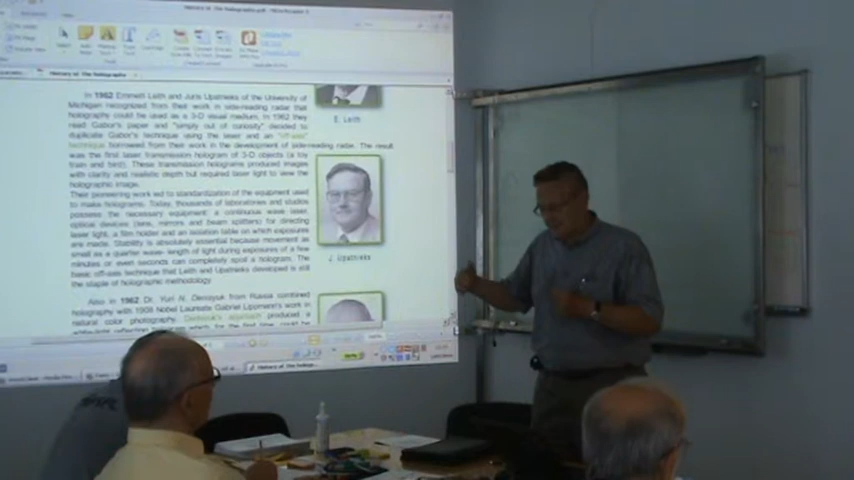 In 1962 Emmett Leith and Juris Upatnieks of the University of
Michigan recognized from their work in side-reading radar that
holography could be used as a 3-D visual medium. In 1962 they
read Gabor's paper and "simply out of curiosity" decided to
duplicate Gabor's technique using the laser and an "off-axis"
technique borrowed from their work in the development of side-reading radar. The result
was the first laser transmission hologram of 3-D objects (a toy
train and bird). These transmission holograms produced images
with clarity and realistic depth but required laser light to view the
holographic image.
Their pioneering work led to standardization of the equipment used
to make holograms. Today, thousands of laboratories and studios
possess the necessary equipment: a continuous wave laser,
optical devices (lens, mirrors and beam splitters) for directing
laser light, a film holder and an isolation table on which exposures
are made. Stability is absolutely essential because movement as
small as a quarter wave- length of light during exposures of a few
minutes or even seconds can completely spoil a hologram. The
basic off-axis technique that Leith and Upatnieks developed is still
the staple of holographic methodology.
Also in 1962 Dr. Yuri N. Denisyuk from Russia combined
holography with 1908 Nobel Laureate Gabriel Lippmann's work in
natural color photography. Denisyuk's approach produced a
white-light reflection
E. Leith
J. Upatnieks